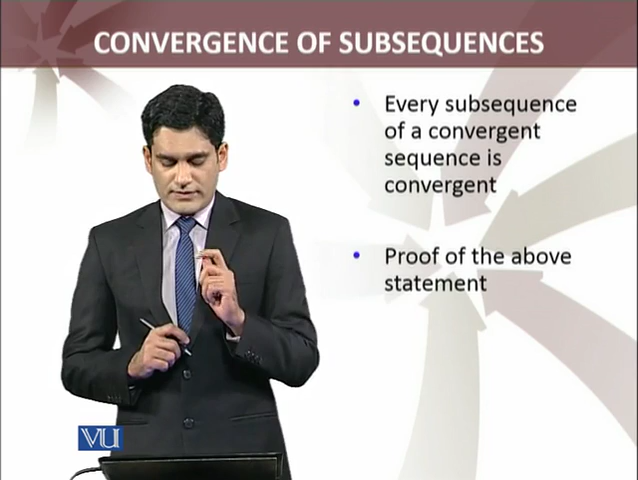 CONVERGENCE OF SUBSEQUENCES
• Every subsequence
of a convergent
sequence is
convergent
• Proof of the above
statement
VU